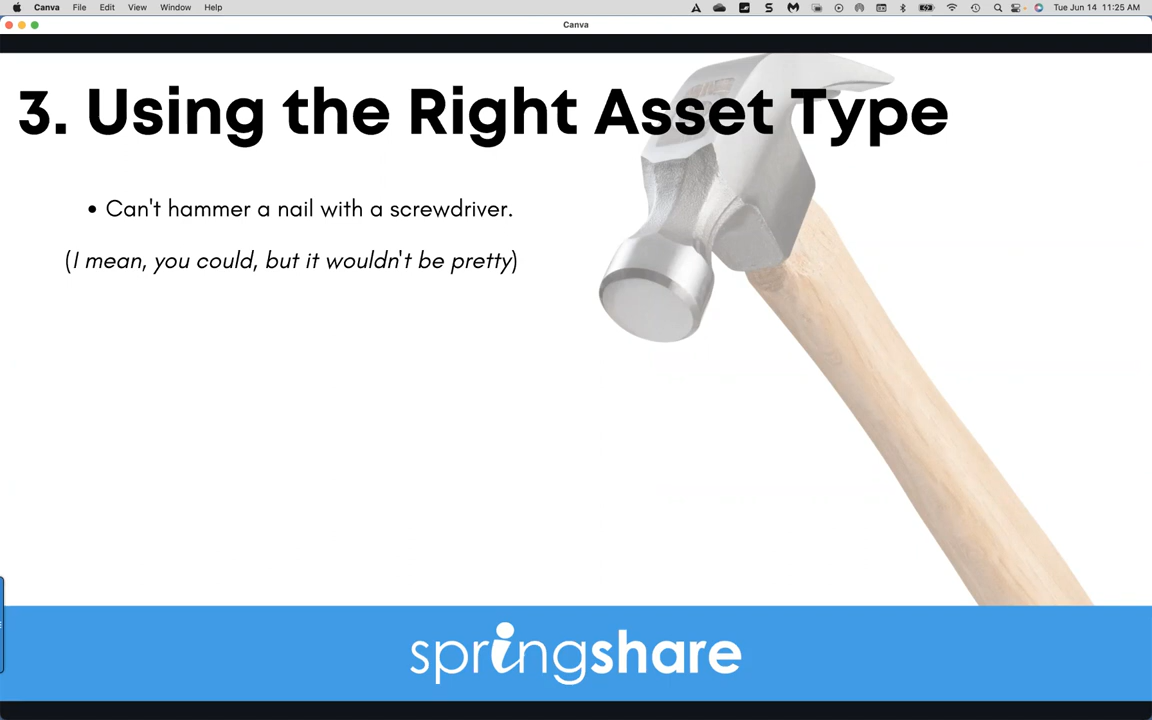 Canva File Edit View Window Help
Tue Jun 14 11:25 AM
Canva
3. Using the Right Asset Type
• Can't hammer a nail with a screwdriver.
(I mean, you could, but it wouldn't be pretty)
springshare